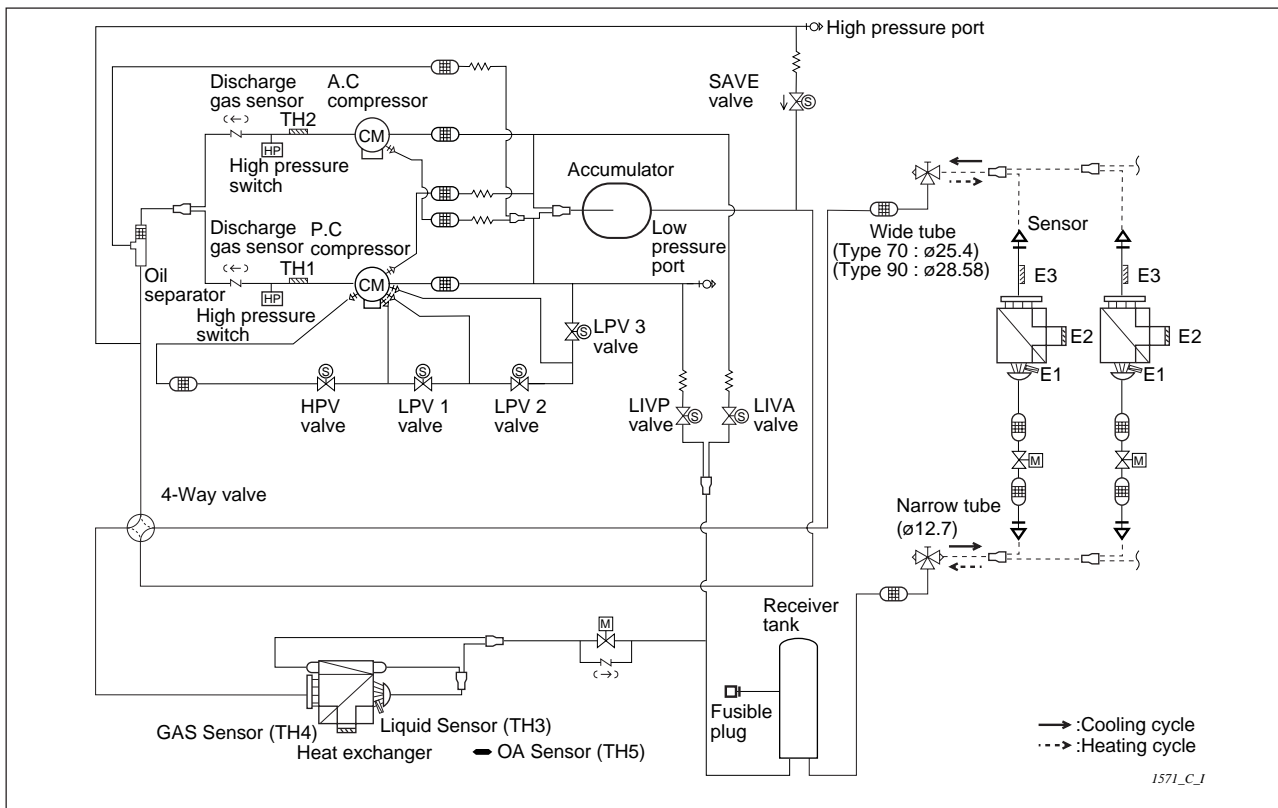 High pressure port
Discharge
gas sensor
A.C
compressor
SAVE
valve
S
TH2
CM
HP
High pressure
switch
Accumulator
Discharge
gas sensor
P.C
compressor
Low
pressure
port
Wide tube
(Type 70 : ø25.4)
(Type 90 : ø28.58)
Sensor
TH1
CM
Oil
separator
HP
High pressure
switch
E3
E3
S
LPV 3
valve
E2
E2
S
S
S
HPV
valve
LPV 1
valve
LPV 2
valve
E1
E1
LIVP
valve
S
LIVA
valve
S
M
M
4-Way valve
Narrow tube
(ø12.7)
Receiver
tank
M
Fusible
plug
GAS Sensor (TH4)
Liquid Sensor (TH3)
Heat exchanger
OA Sensor (TH5)
:Cooling cycle
:Heating cycle
1571_C_I